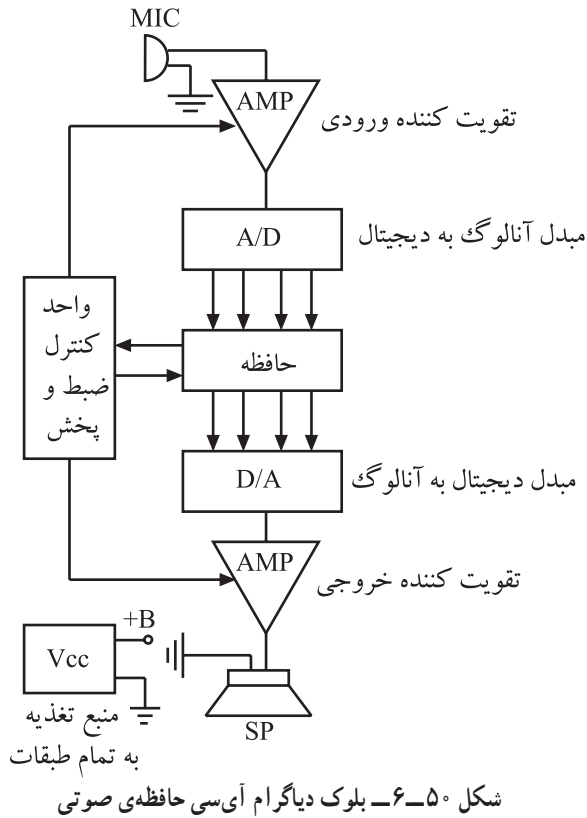 MIC
AMP
تقویت کننده ورودی
A/D
مبدل آنالوگ به دیجیتال
واحد
کنترل
ضبط و
پخش
حافظه
D/A
مبدل دیجیتال به آنالوگ
AMP
تقویت کننده خروجی
+B
Vcc
SP
منبع تغذیه
به تمام طبقات
شکل ۵۰ــ۶ــ بلوک دیاگرام آی‌سی حافظه‌ی صوتی